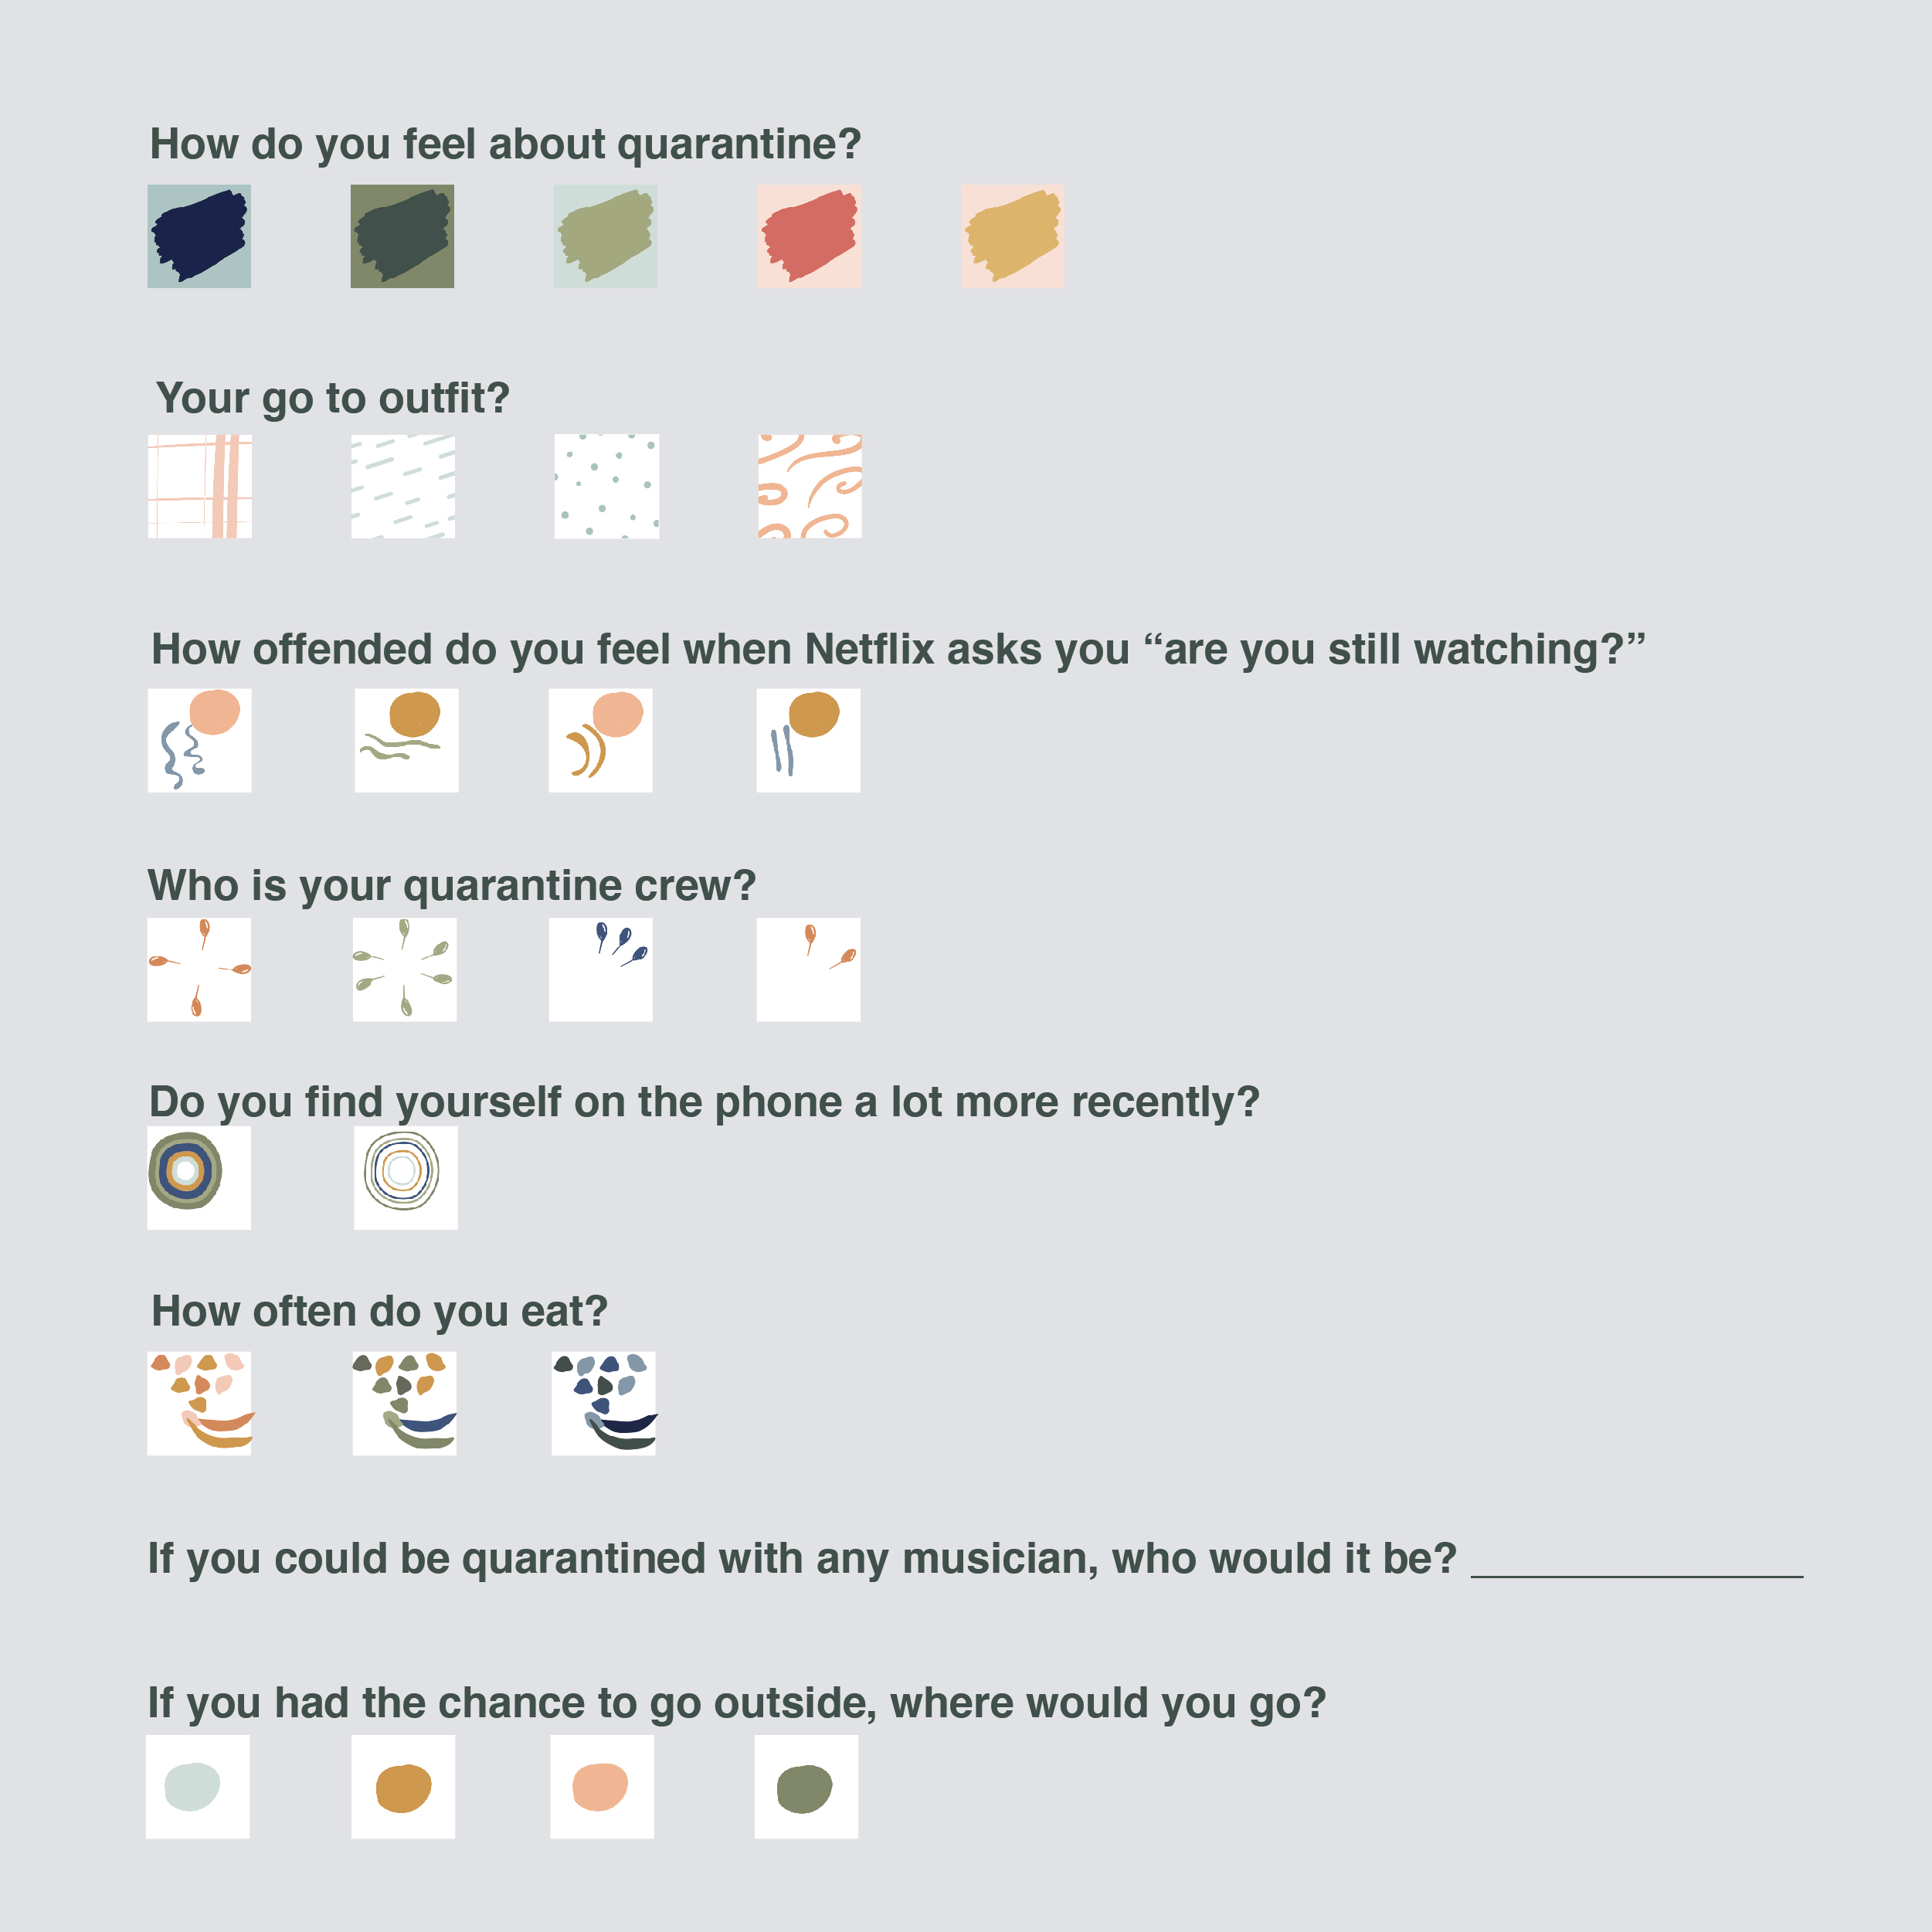 How do you feel about quarantine?
Your go to outfit?
How offended do you feel when Netflix asks you “are you still watching?”
Who is your quarantine crew?
Do you find yourself on the phone a lot more recently?
How often do you eat?
If you could be quarantined with any musician, who would it be? ______________
If you had the chance to go outside, where would you go?